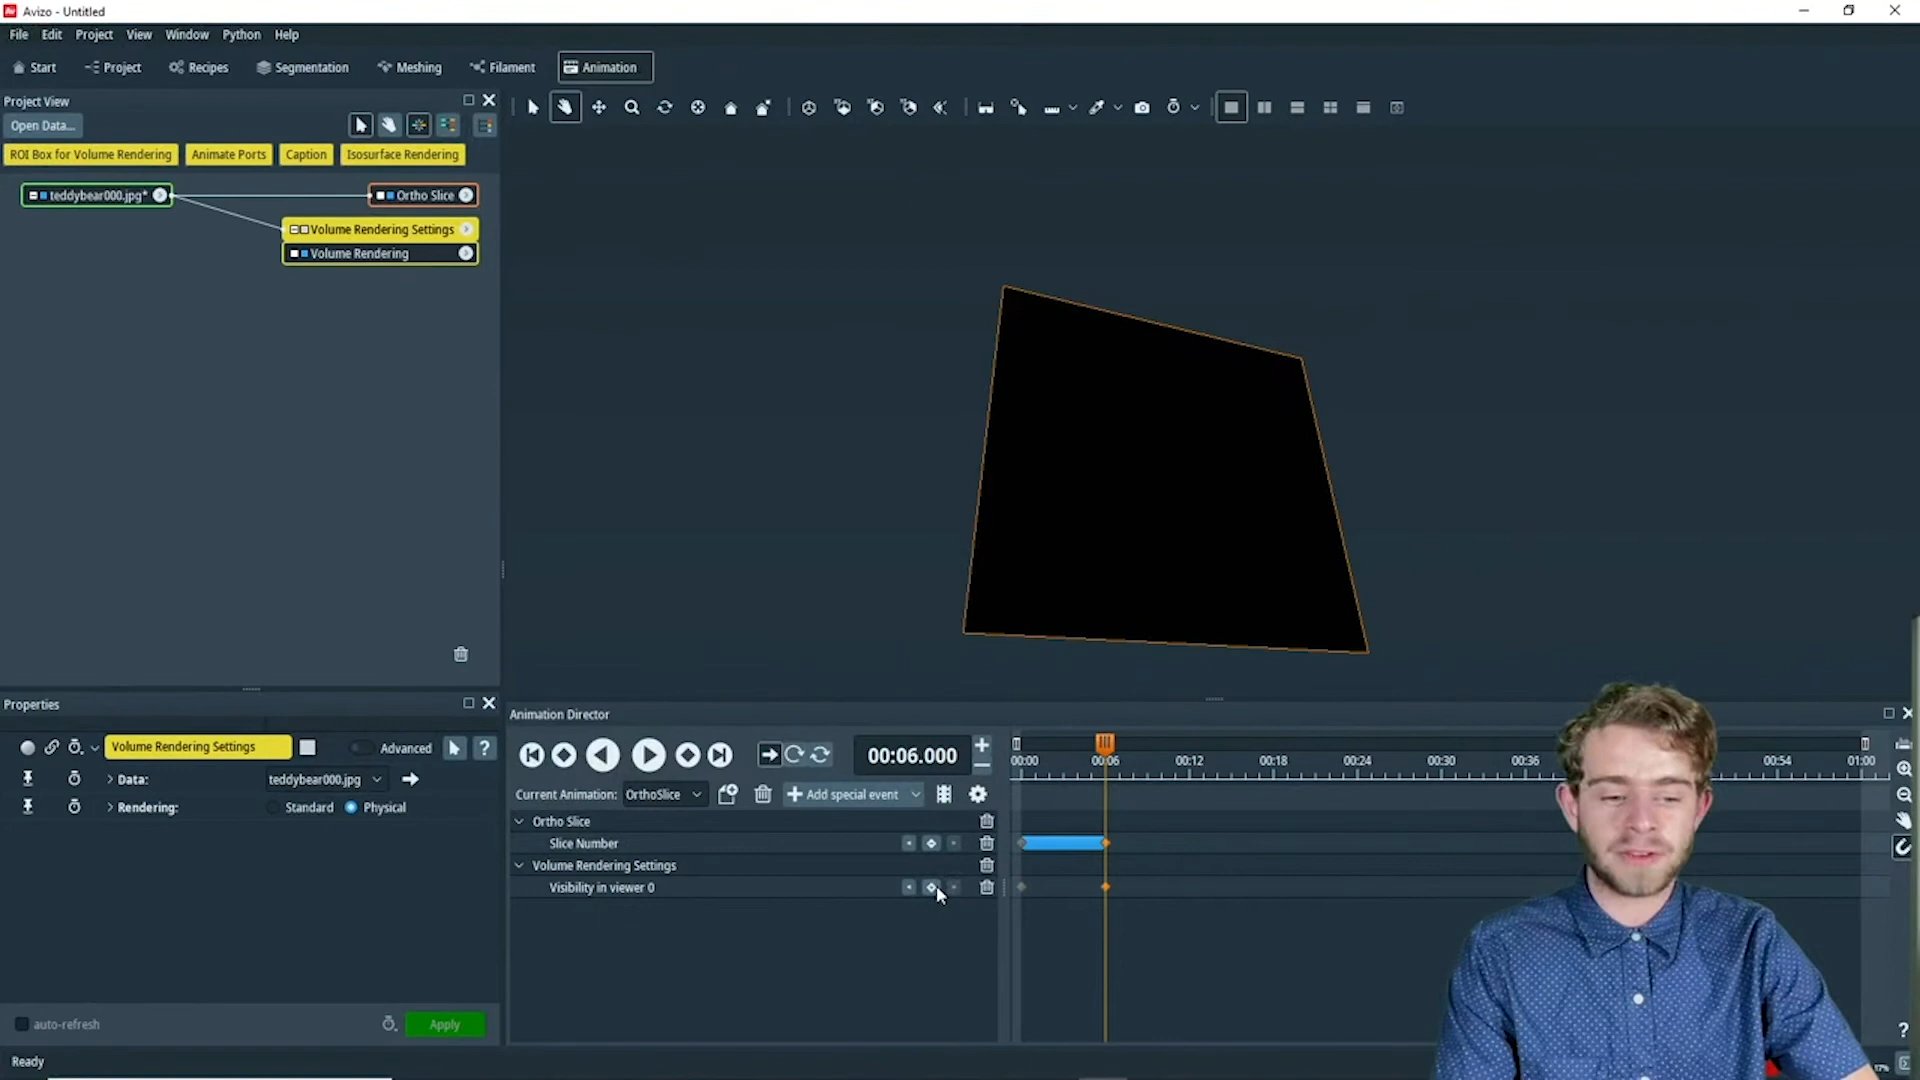 Avizo - Untitled
File Edit Project View Window Python Help
Start Project Recipes Segmentation Meshing Filament Animation
Project View
Open Data...
ROI Box for Volume Rendering Animate Ports Caption Isosurface Rendering
teddybear000.jpg* Ortho Slice
Volume Rendering Settings
Volume Rendering
Properties
Volume Rendering Settings Advanced ?
Data: teddybear000.jpg
Rendering: Standard Physical
auto-refresh Apply
Ready
Animation Director
00:06.000
00:00 00:06 00:12 00:18 00:24 00:30 00:36 00:54 01:00
Current Animation: OrthoSlice Add special event
Ortho Slice
Slice Number
Volume Rendering Settings
Visibility in viewer 0
?
17%